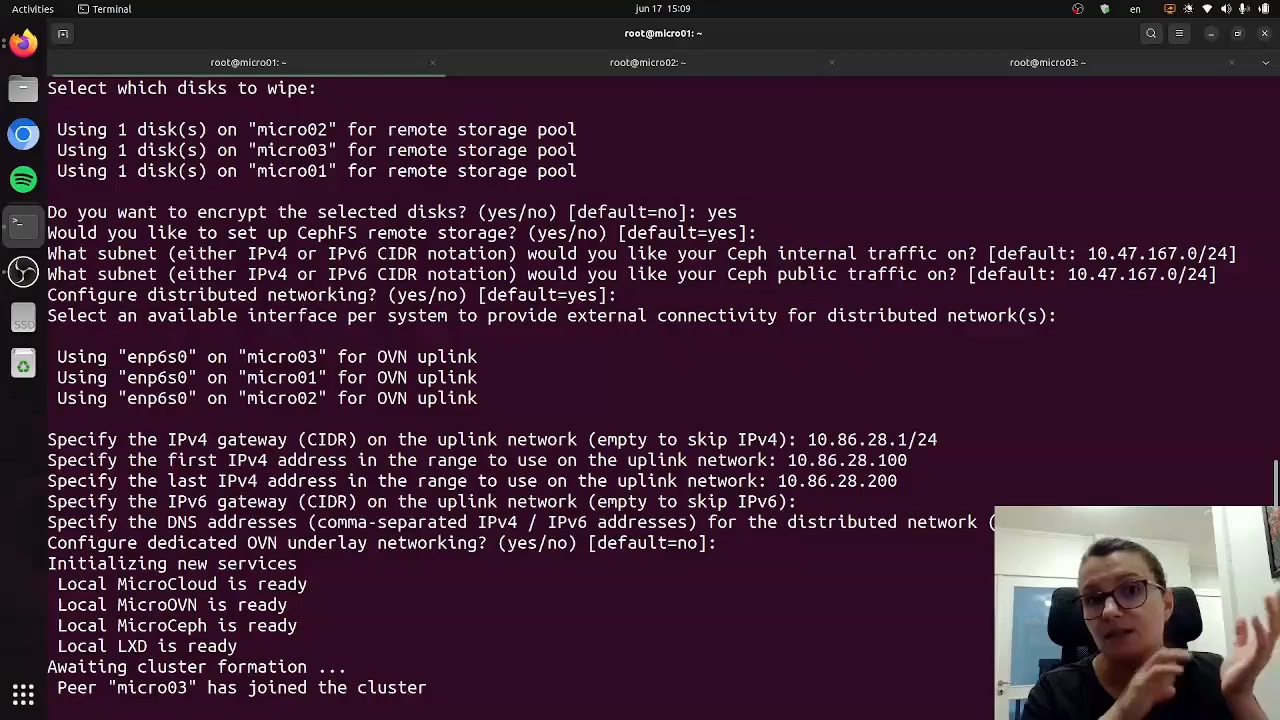 Activities
Terminal
jun 17 15:09
en
root@micro01: ~
root@micro01: ~
root@micro02: ~
root@micro03: ~
Select which disks to wipe:
Using 1 disk(s) on "micro02" for remote storage pool
Using 1 disk(s) on "micro03" for remote storage pool
Using 1 disk(s) on "micro01" for remote storage pool
Do you want to encrypt the selected disks? (yes/no) [default=no]: yes
Would you like to set up CephFS remote storage? (yes/no) [default=yes]:
What subnet (either IPv4 or IPv6 CIDR notation) would you like your Ceph internal traffic on? [default: 10.47.167.0/24]
What subnet (either IPv4 or IPv6 CIDR notation) would you like your Ceph public traffic on? [default: 10.47.167.0/24]
Configure distributed networking? (yes/no) [default=yes]:
Select an available interface per system to provide external connectivity for distributed network(s):
Using "enp6s0" on "micro03" for OVN uplink
Using "enp6s0" on "micro01" for OVN uplink
Using "enp6s0" on "micro02" for OVN uplink
Specify the IPv4 gateway (CIDR) on the uplink network (empty to skip IPv4): 10.86.28.1/24
Specify the first IPv4 address in the range to use on the uplink network: 10.86.28.100
Specify the last IPv4 address in the range to use on the uplink network: 10.86.28.200
Specify the IPv6 gateway (CIDR) on the uplink network (empty to skip IPv6):
Specify the DNS addresses (comma-separated IPv4 / IPv6 addresses) for the distributed network (
Configure dedicated OVN underlay networking? (yes/no) [default=no]:
Initializing new services
Local MicroCloud is ready
Local MicroOVN is ready
Local MicroCeph is ready
Local LXD is ready
Awaiting cluster formation ...
Peer "micro03" has joined the cluster
SSD